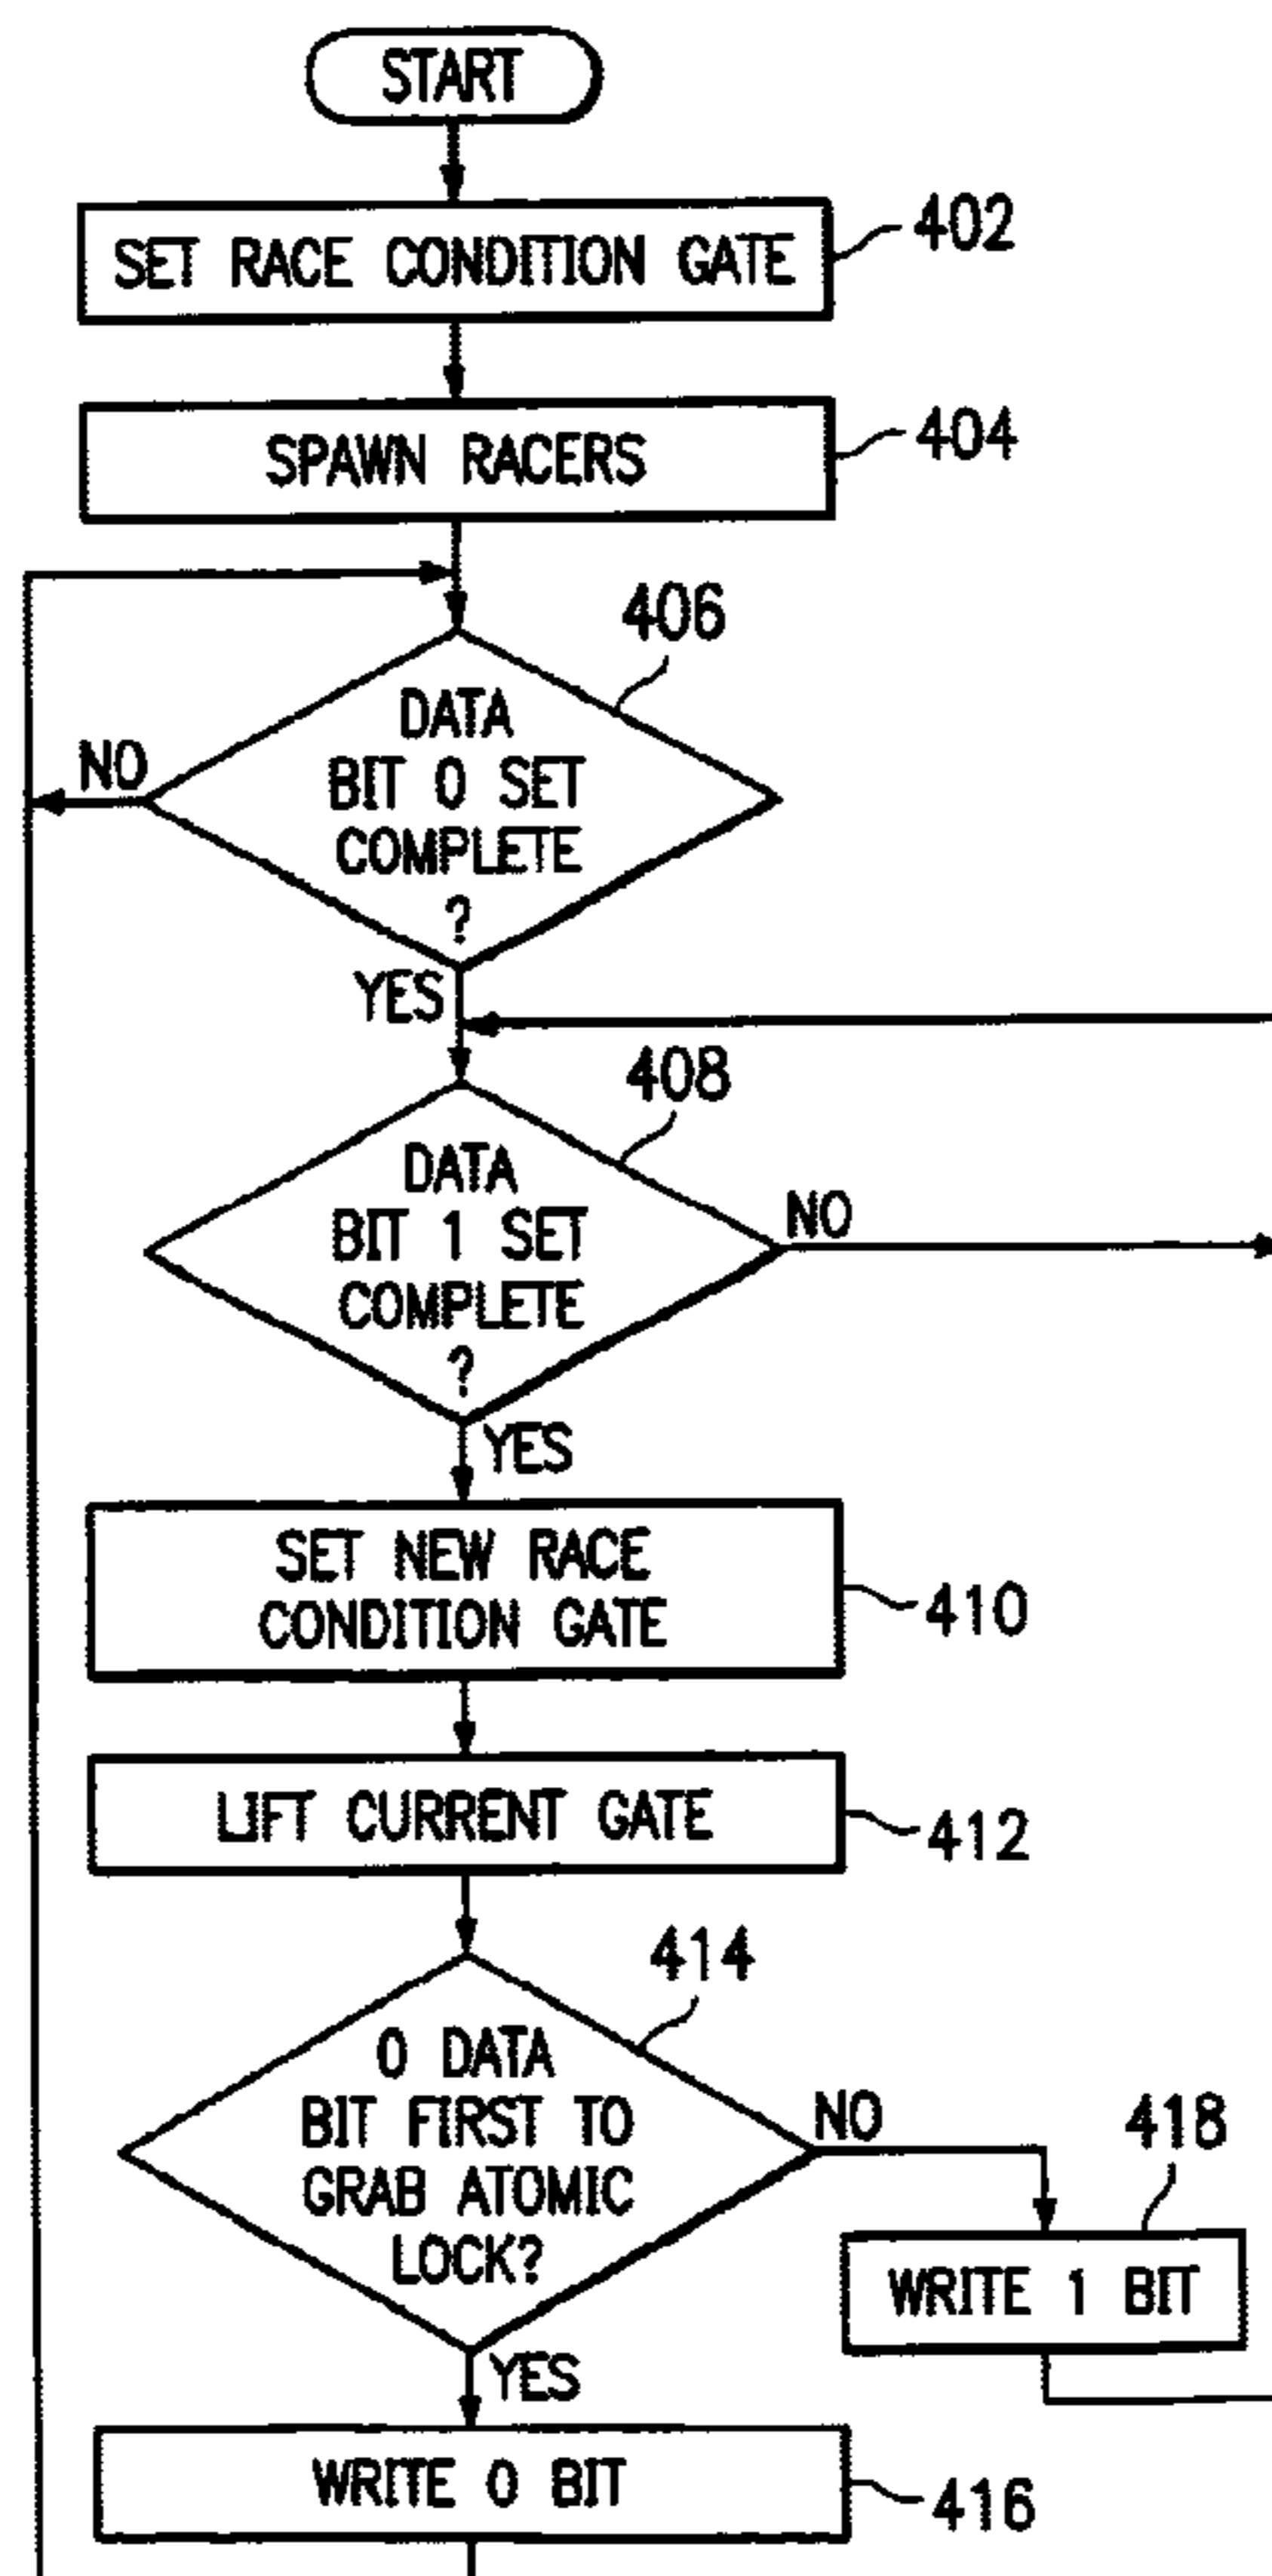 START
SET RACE CONDITION GATE
402
SPAWN RACERS
404
406
DATA
BIT 0 SET
COMPLETE
?
NO
YES
408
DATA
BIT 1 SET
COMPLETE
?
NO
YES
SET NEW RACE
CONDITION GATE
410
LIFT CURRENT GATE
412
414
0 DATA
BIT FIRST TO
GRAB ATOMIC
LOCK?
NO
418
WRITE 1 BIT
YES
WRITE 0 BIT
416